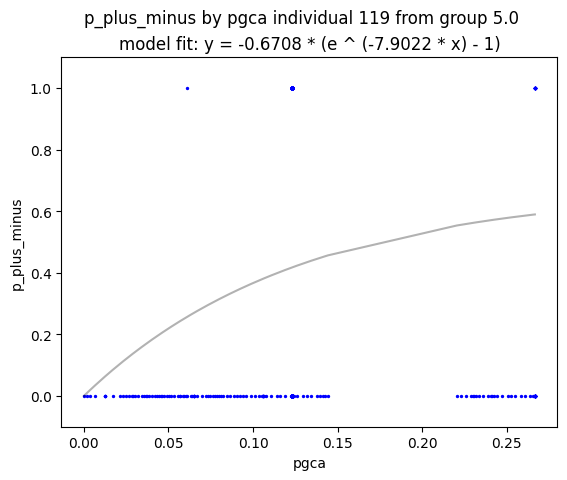 p_plus_minus by pgca individual 119 from group 5.0
model fit: y = -0.6708 * (e ^ (-7.9022 * x) - 1)
1.0
0.8
0.6
0.4
0.2
0.0
p_plus_minus
0.00 0.05 0.10 0.15 0.20 0.25
pgca